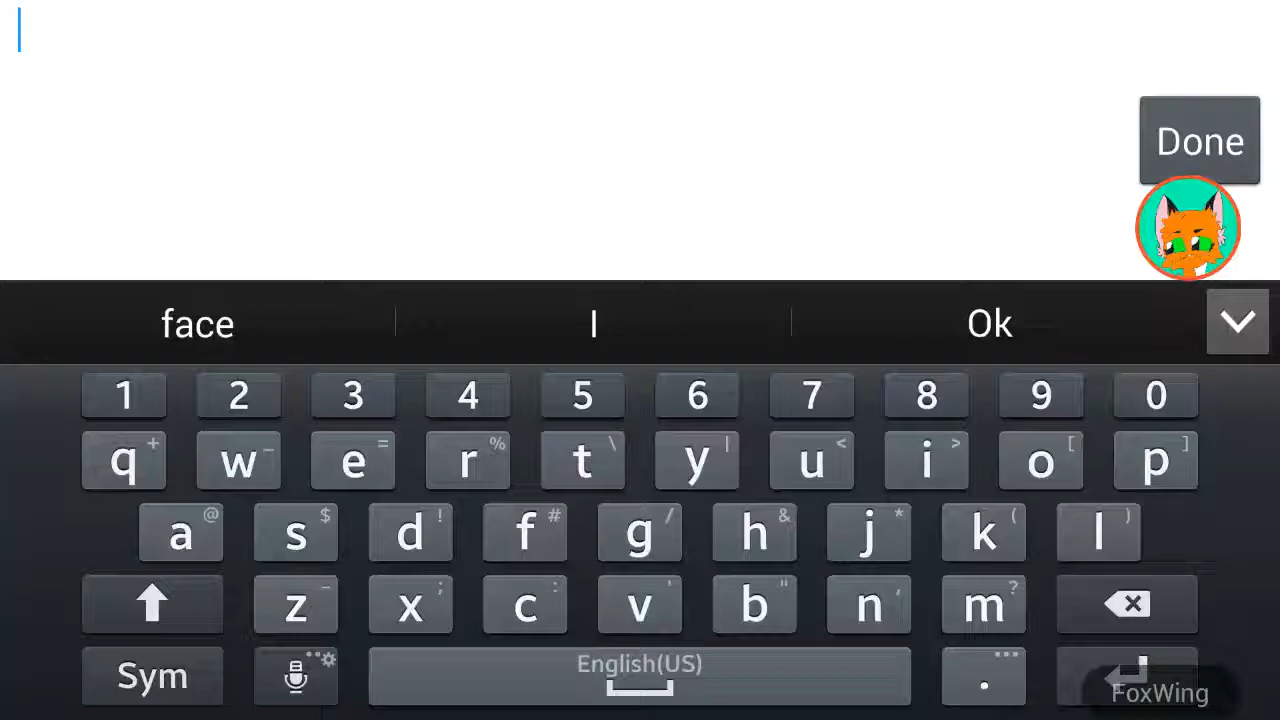 Done
face I Ok
1 2 3 4 5 6 7 8 9 0
q + w _ e = r % t \ y | u < i > o [ p ]
a @ s $ d ! f # g / h & j * k ( l )
z - x ; c : v ' b " n , m ?
Sym English(US) . ...
FoxWing